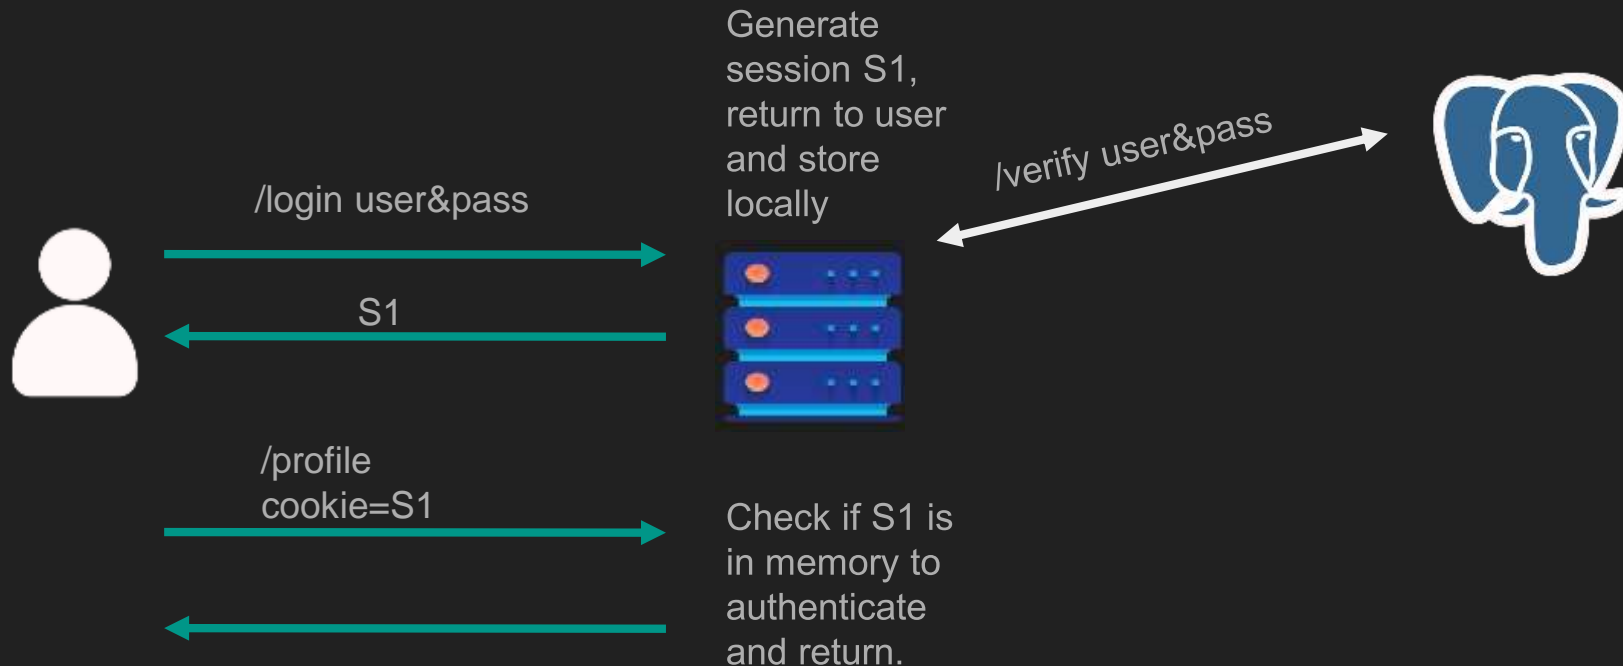 Generate
session S1,
return to user
and store
locally
/verify user&pass
/login user&pass
S1
/profile
cookie=S1
Check if S1 is
in memory to
authenticate
and return.